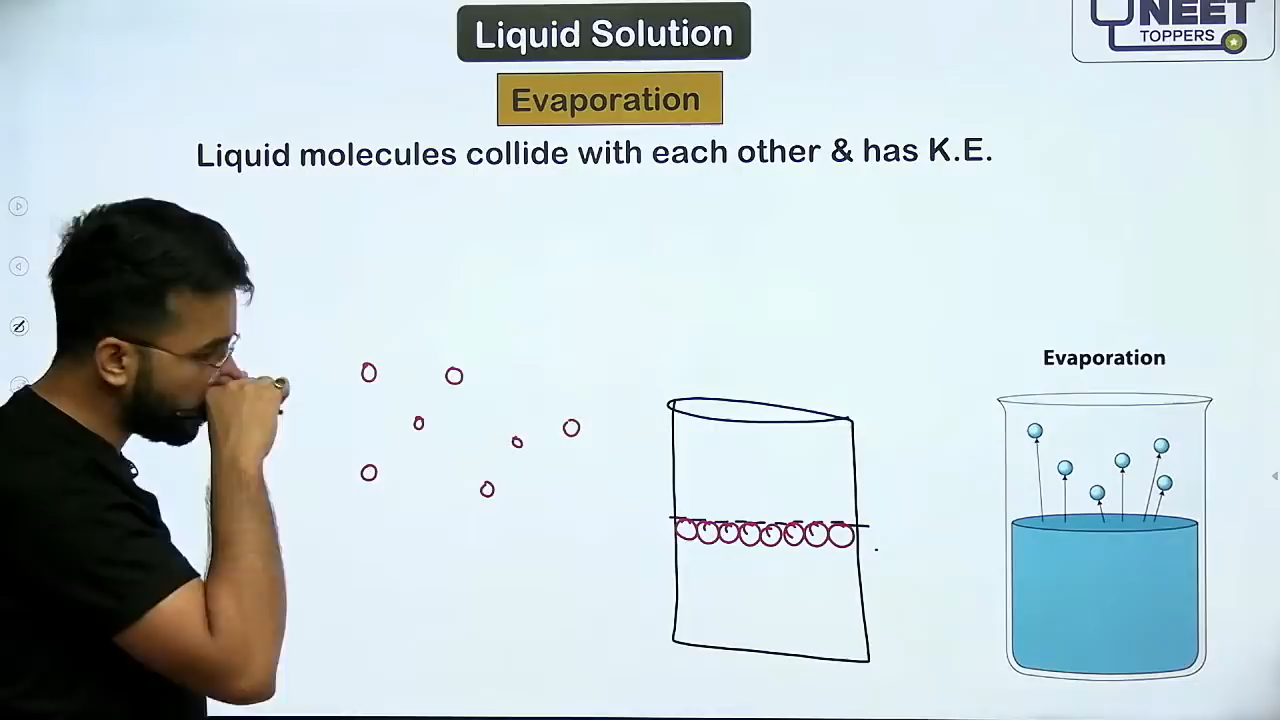 Liquid Solution
NEET
TOPPERS
Evaporation
Liquid molecules collide with each other & has K.E.
Evaporation